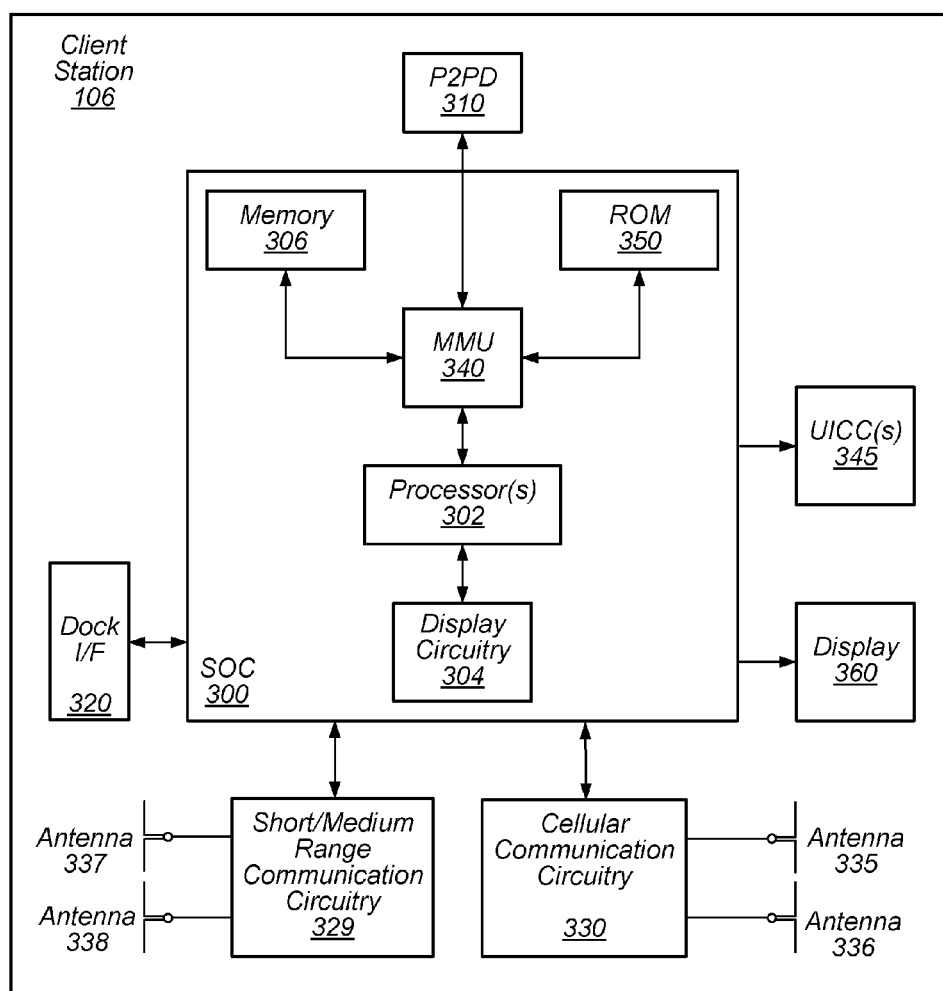 Client
Station
106
P2PD
310
Memory
306
ROM
350
MMU
340
UICC(s)
345
Processor(s)
302
Dock
I/F
320
Display
Circuitry
304
SOC
300
Display
360
Antenna
337
Antenna
338
Short/Medium
Range
Communication
Circuitry
329
Cellular
Communication
Circuitry
330
Antenna
335
Antenna
336